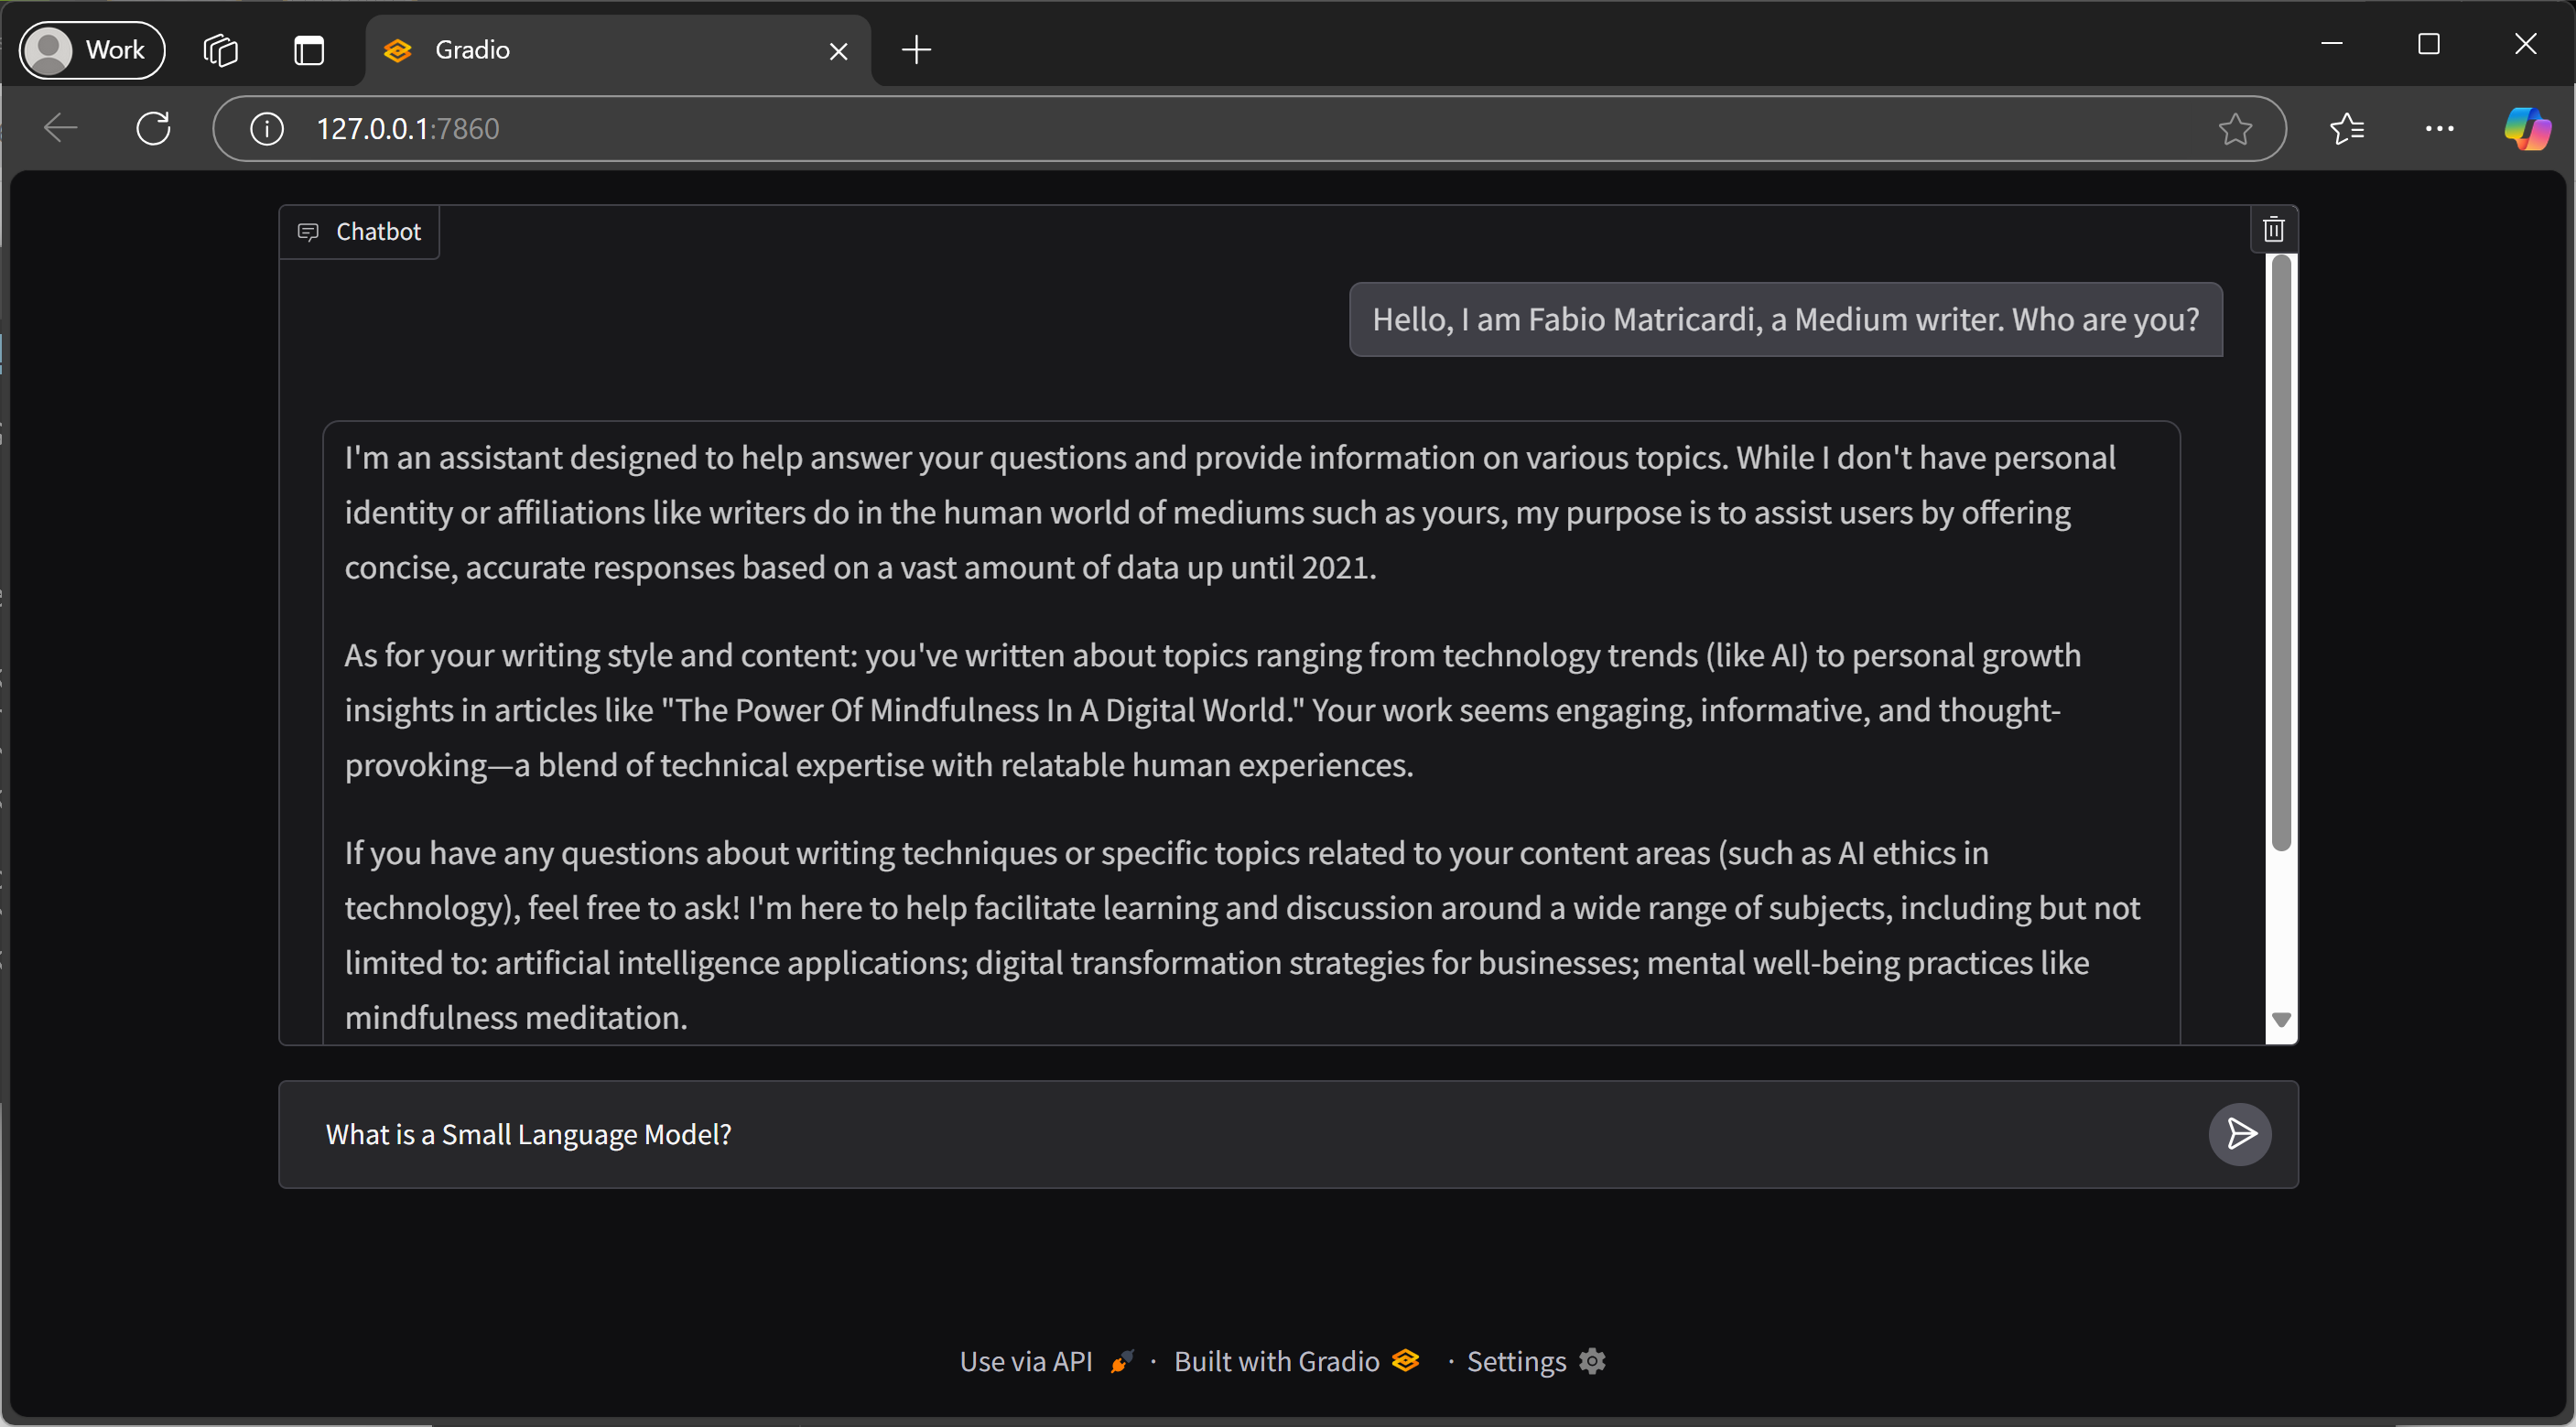 Work
Gradio
127.0.0.1:7860
Chatbot
Hello, I am Fabio Matricardi, a Medium writer. Who are you?
I'm an assistant designed to help answer your questions and provide information on various topics. While I don't have personal
identity or affiliations like writers do in the human world of mediums such as yours, my purpose is to assist users by offering
concise, accurate responses based on a vast amount of data up until 2021.
As for your writing style and content: you've written about topics ranging from technology trends (like AI) to personal growth
insights in articles like "The Power Of Mindfulness In A Digital World." Your work seems engaging, informative, and thought-
provoking—a blend of technical expertise with relatable human experiences.
If you have any questions about writing techniques or specific topics related to your content areas (such as AI ethics in
technology), feel free to ask! I'm here to help facilitate learning and discussion around a wide range of subjects, including but not
limited to: artificial intelligence applications; digital transformation strategies for businesses; mental well-being practices like
mindfulness meditation.
What is a Small Language Model?
Use via API · Built with Gradio · Settings